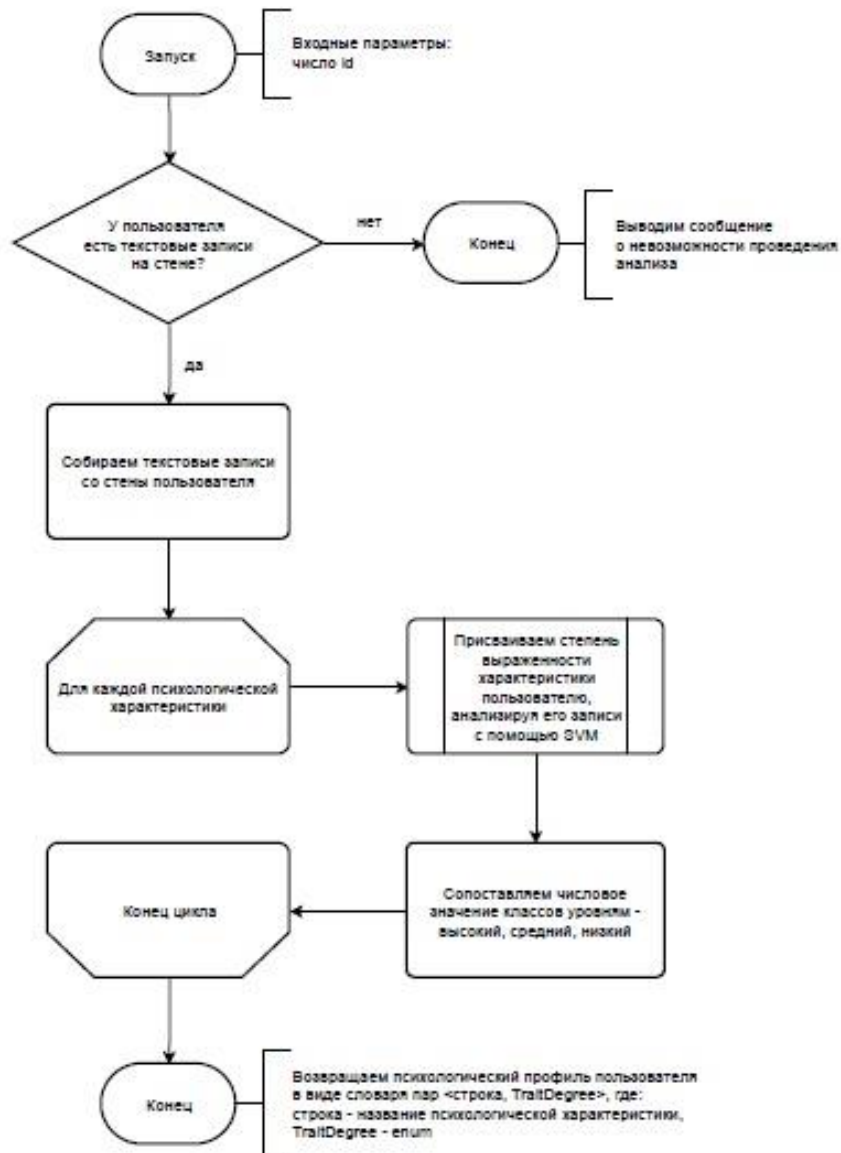 Запуск
Входные параметры:
число id
У пользователя
есть текстовые записи
на стене?
нет
Конец
Выводим сообщение
о невозможности проведения
анализа
да
Собираем текстовые записи
со стены пользователя
Для каждой психологической
характеристики
Присваиваем степень
выраженности
характеристики
пользователю,
анализируя его записи
с помощью SVM
Конец цикла
Сопоставляем числовое
значение классов уровням -
высокий, средний, низкий
Конец
Возвращаем психологический профиль пользователя
в виде словаря пар <строка, TraitDegree>, где:
строка - название психологической характеристики,
TraitDegree - enum